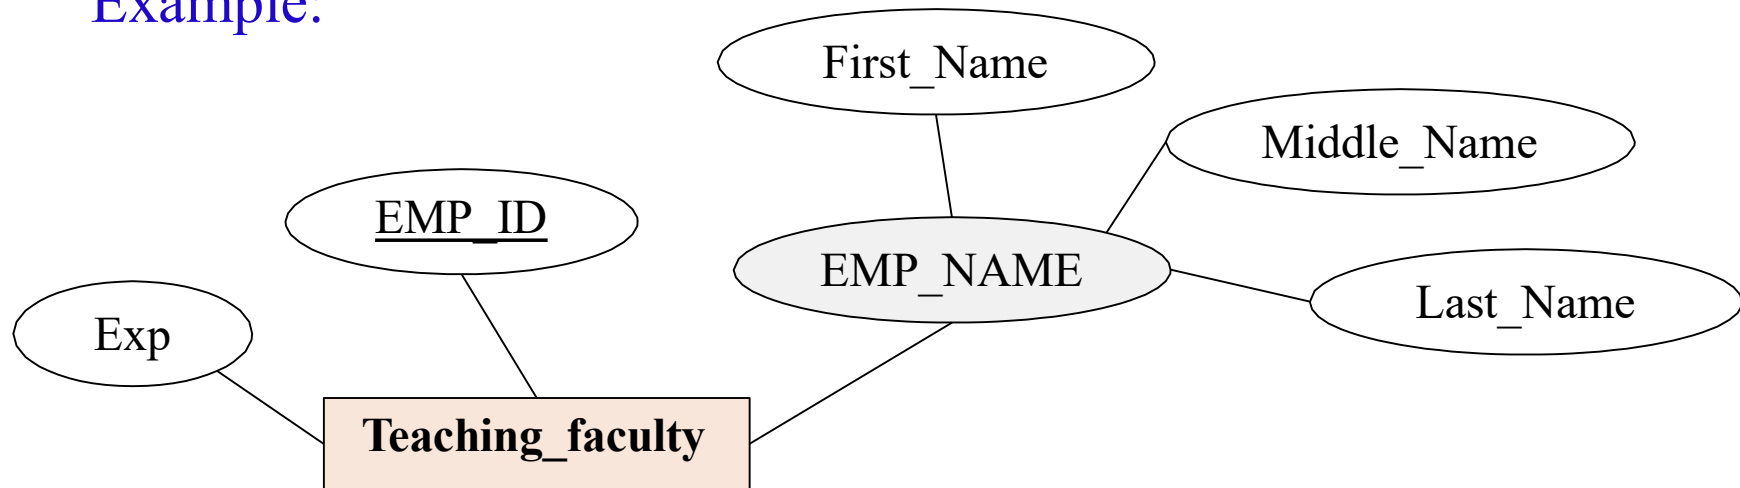 Example:
First_Name
Middle_Name
EMP_ID
EMP_NAME
Last_Name
Exp
Teaching_faculty